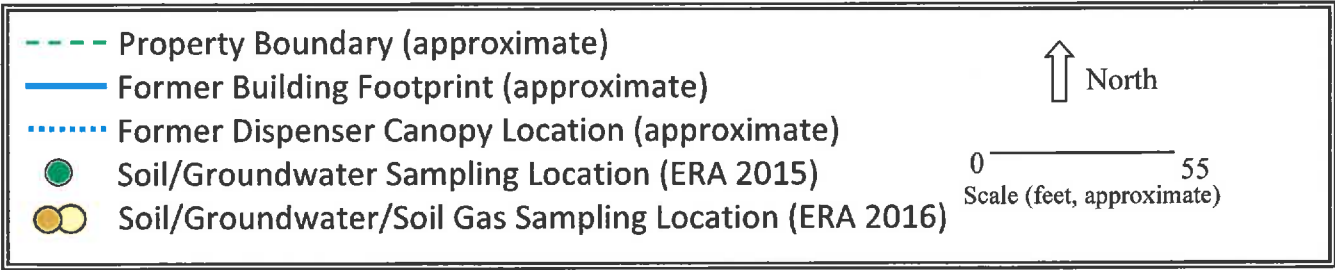 Property Boundary (approximate)
Former Building Footprint (approximate)
Former Dispenser Canopy Location (approximate)
Soil/Groundwater Sampling Location (ERA 2015)
Soil/Groundwater/Soil Gas Sampling Location (ERA 2016)
North
0 55
Scale (feet, approximate)